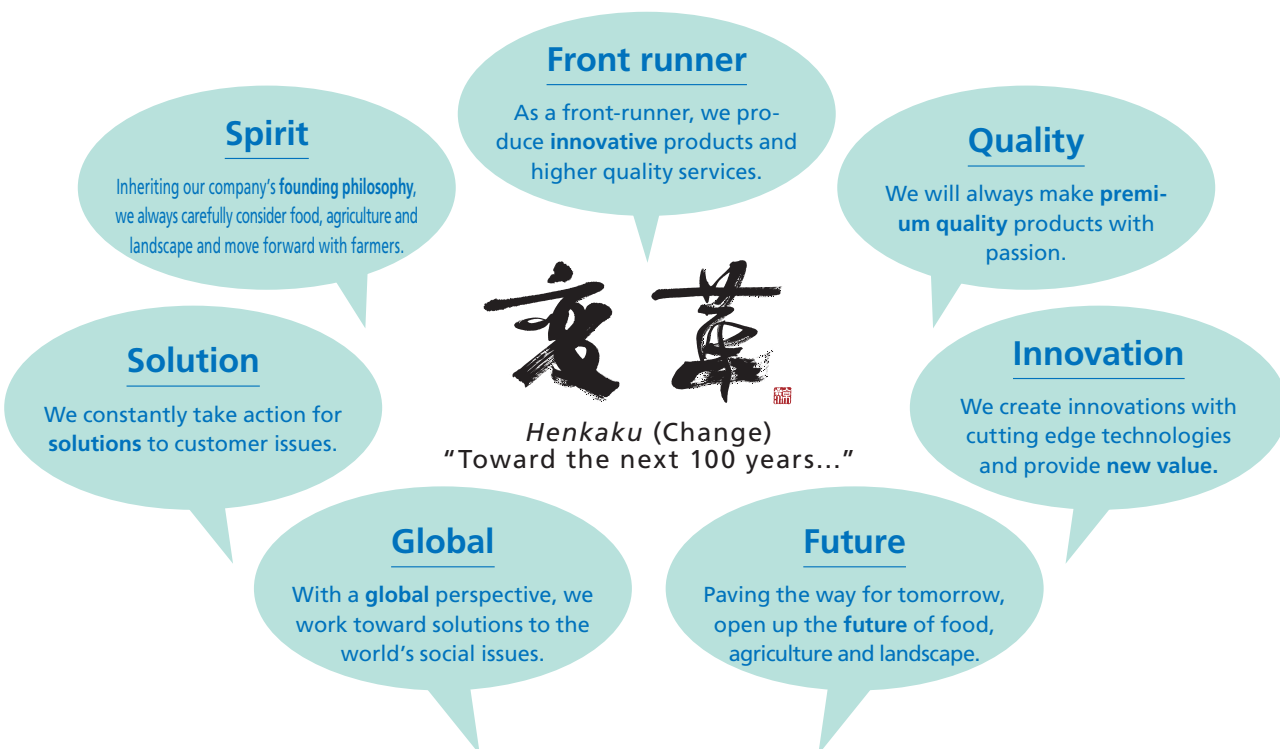 Front runner
As a front-runner, we pro-
duce innovative products and
higher quality services.
Spirit
Inheriting our company's founding philosophy,
we always carefully consider food, agriculture and
landscape and move forward with farmers.
Quality
We will always make premi-
um quality products with
passion.
変革
Henkaku (Change)
"Toward the next 100 years..."
Solution
We constantly take action for
solutions to customer issues.
Innovation
We create innovations with
cutting edge technologies
and provide new value.
Global
With a global perspective, we
work toward solutions to the
world's social issues.
Future
Paving the way for tomorrow,
open up the future of food,
agriculture and landscape.